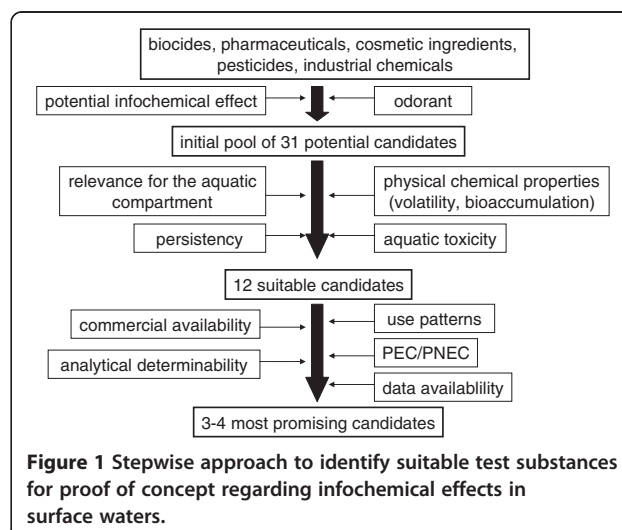 biocides, pharmaceuticals, cosmetic ingredients,
pesticides, industrial chemicals
potential infochemical effect
odorant
initial pool of 31 potential candidates
relevance for the aquatic
compartment
physical chemical properties
(volatility, bioaccumulation)
persistency
aquatic toxicity
12 suitable candidates
commercial availability
use patterns
analytical determinability
PEC/PNEC
data availablility
3-4 most promising candidates
Figure 1 Stepwise approach to identify suitable test substances
for proof of concept regarding infochemical effects in
surface waters.